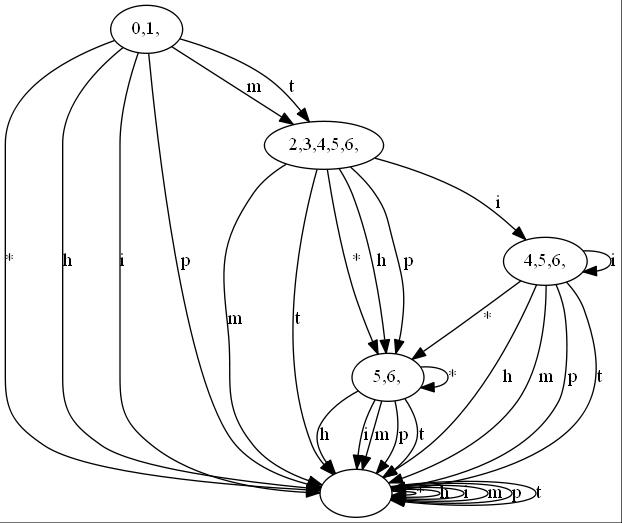 0,1,
m t
2,3,4,5,6,
i
* h i p * h p 4,5,6, i
m t * 
5,6, * h m p t
h i m p t
* h i m p t